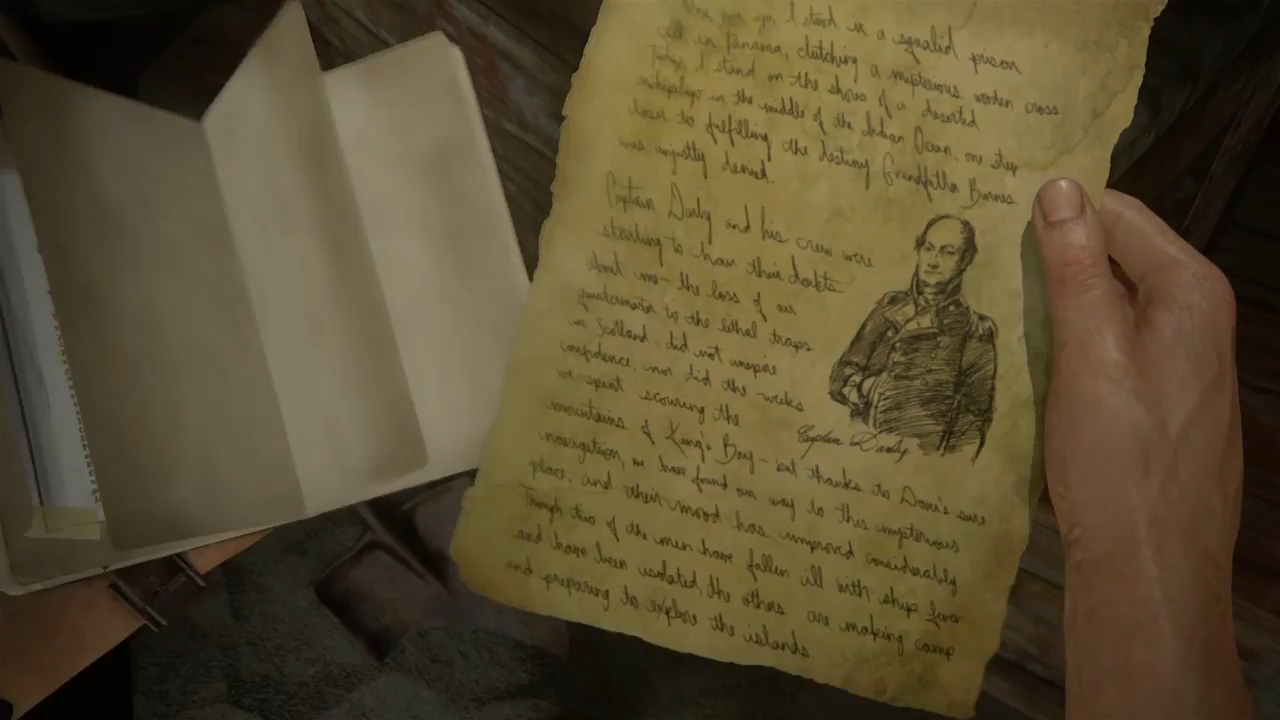 One year ago I stood in a squalid prison
cell in Panama, clutching a mysterious wooden cross.
Today I stand on the shores of a deserted
archipelago in the middle of the Indian Ocean, one step
closer to fulfilling the destiny Grandfather Burnes
was unjustly denied.
Captain Darby and his crew were
starting to have their doubts
about me— the loss of our
quartermaster to the lethal traps
in Scotland did not inspire
confidence, nor did the weeks
we spent scouring the
mountains of King's Bay — but thanks to Davis's sure
navigation, we have found our way to this mysterious
place, and their mood has improved considerably
Though two of the men have fallen ill with ship fever
and have been isolated, the others are making camp
and preparing to explore the islands
Captain Darby